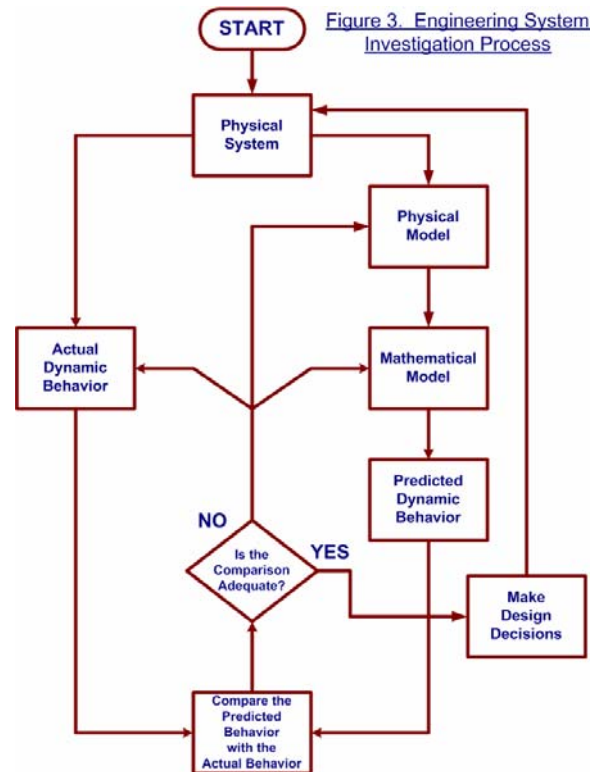 START
Figure 3. Engineering System
Investigation Process
Physical
System
Physical
Model
Actual
Dynamic
Behavior
Mathematical
Model
Predicted
Dynamic
Behavior
NO
Is the
Comparison
Adequate?
YES
Make
Design
Decisions
Compare the
Predicted
Behavior
with the
Actual Behavior